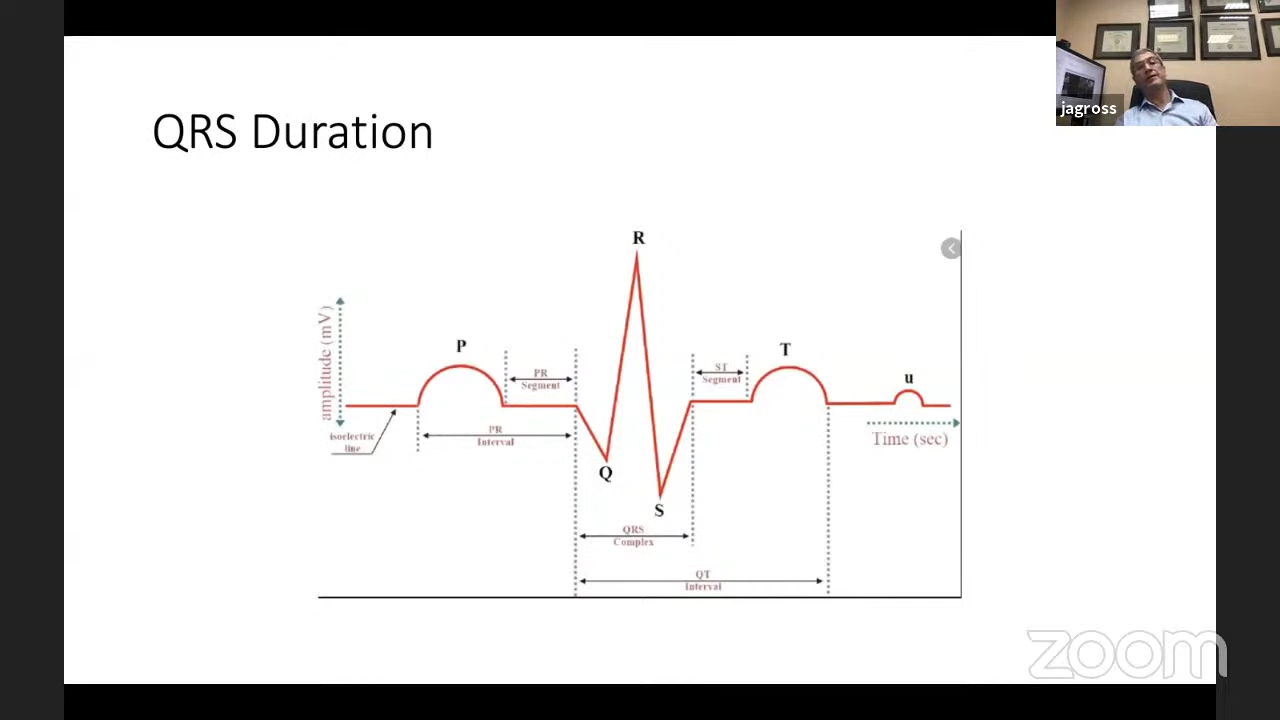 jagross
QRS Duration
R
P
T
PR
Segment
ST
Segment
u
amplitude (mV)
isoelectric
line
PR
Interval
Time (sec)
Q
S
QRS
Complex
QT
Interval
zoom